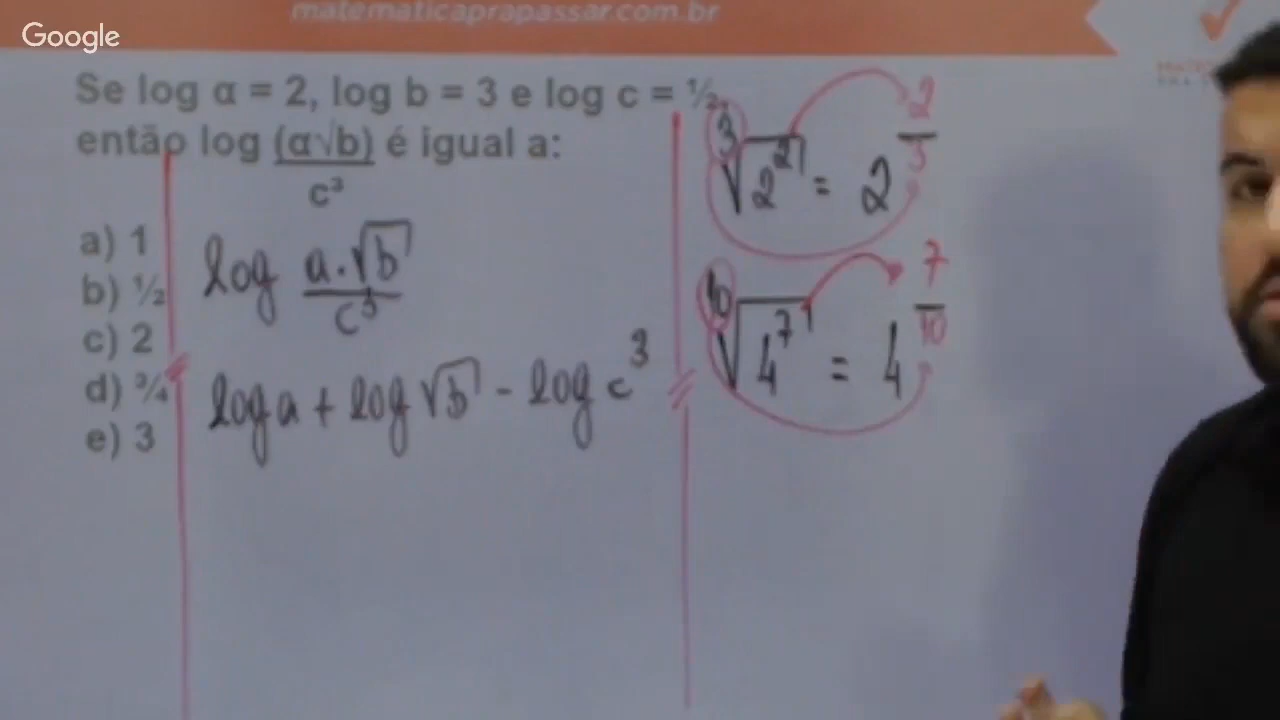 matematicaprapassar.com.br
Google
Se log α = 2, log b = 3 e log c = ½,
então log (α√b) é igual a:
c³
a) 1
b) ½
c) 2
d) ¾
e) 3
log a.√b
c³
log a + log √b - log c³
³√2² = 2
2
3
¹⁰√4⁷ = 4
7
10